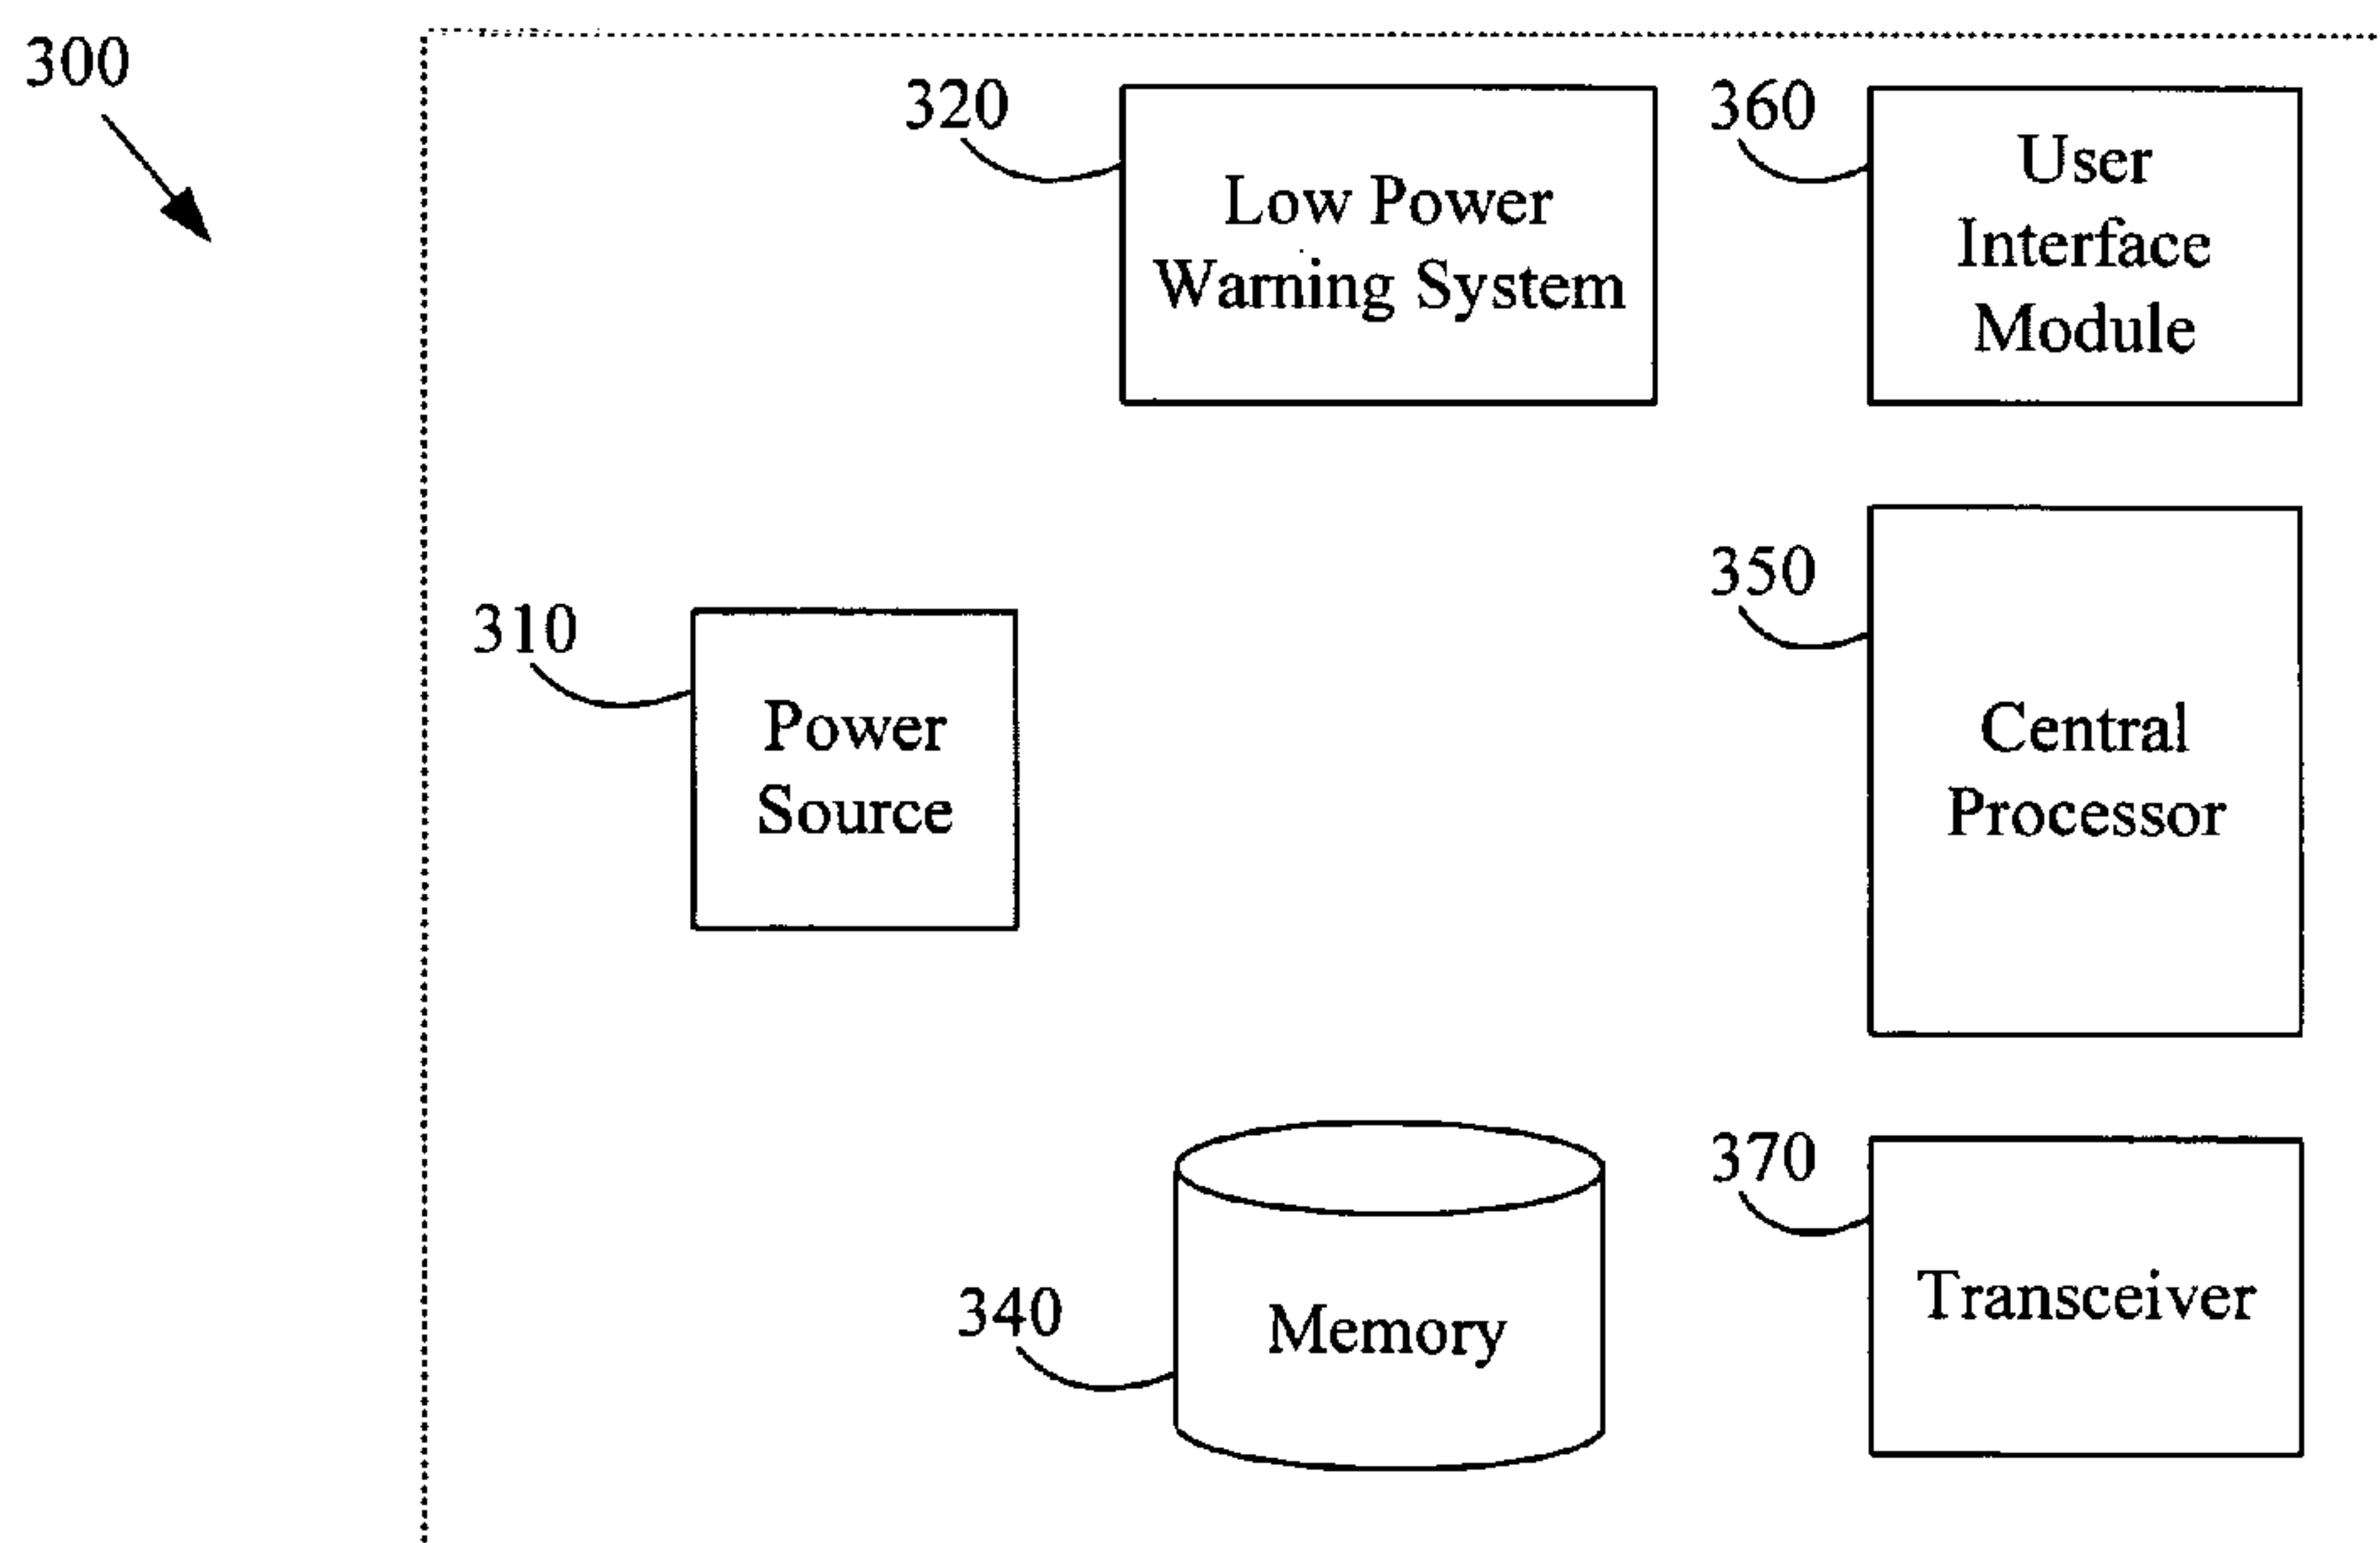 300
320
Low Power
Warning System
360
User
Interface
Module
310
Power
Source
350
Central
Processor
340
Memory
370
Transceiver